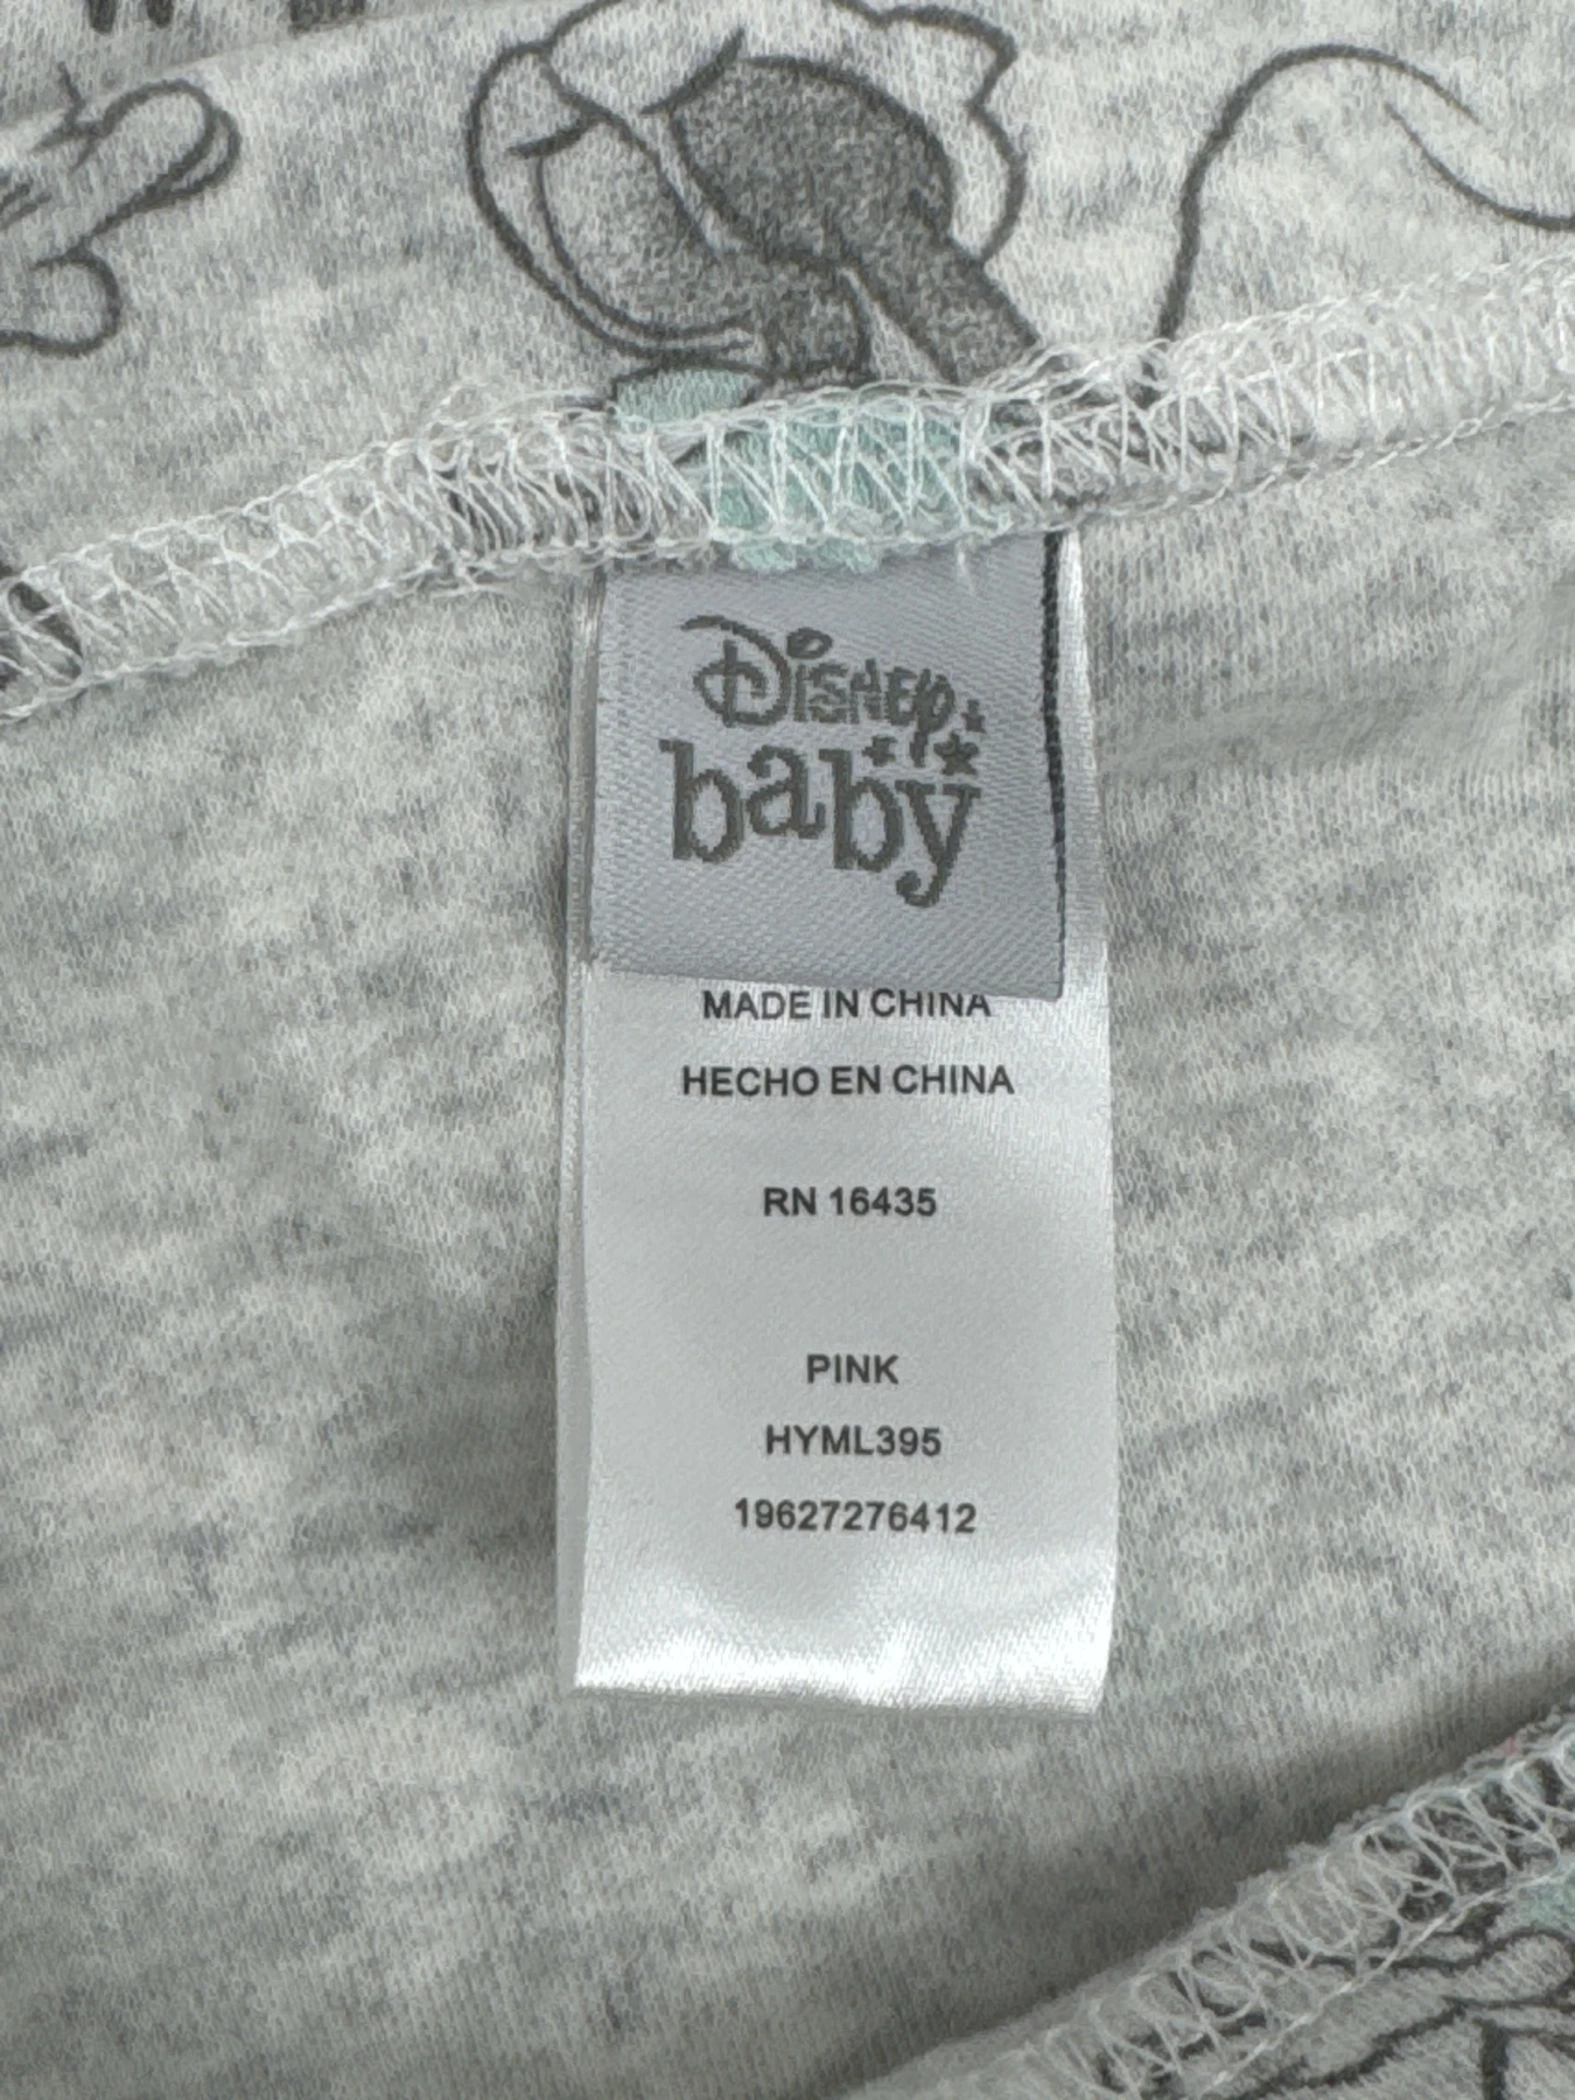 Disney
baby
MADE IN CHINA
HECHO EN CHINA
RN 16435
PINK
HYML395
19627276412